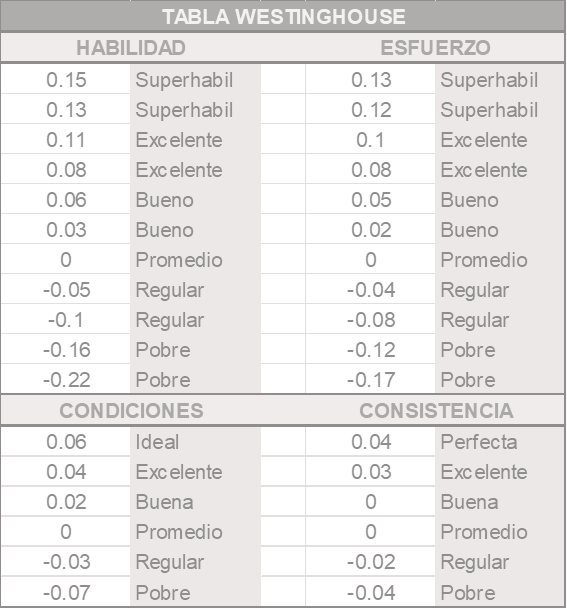 TABLA WESTINGHOUSE
HABILIDAD ESFUERZO
0.15 Superhabil 0.13 Superhabil
0.13 Superhabil 0.12 Superhabil
0.11 Excelente 0.1 Excelente
0.08 Excelente 0.08 Excelente
0.06 Bueno 0.05 Bueno
0.03 Bueno 0.02 Bueno
0 Promedio 0 Promedio
-0.05 Regular -0.04 Regular
-0.1 Regular -0.08 Regular
-0.16 Pobre -0.12 Pobre
-0.22 Pobre -0.17 Pobre
CONDICIONES CONSISTENCIA
0.06 Ideal 0.04 Perfecta
0.04 Excelente 0.03 Excelente
0.02 Buena 0 Buena
0 Promedio 0 Promedio
-0.03 Regular -0.02 Regular
-0.07 Pobre -0.04 Pobre